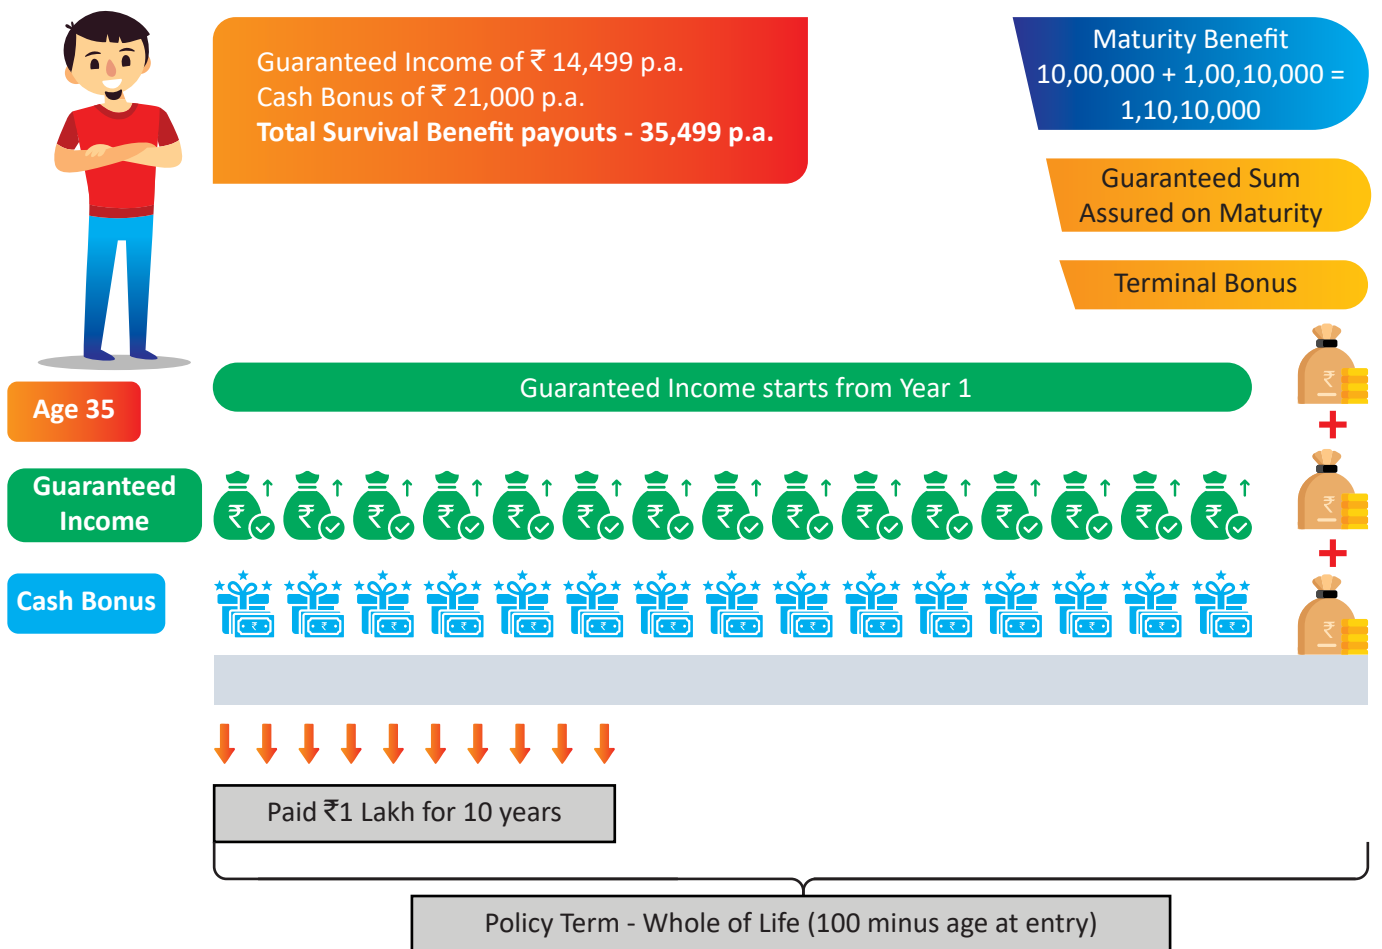 Guaranteed Income of ₹ 14,499 p.a.
Cash Bonus of ₹ 21,000 p.a.
Total Survival Benefit payouts - 35,499 p.a.
Maturity Benefit
10,00,000 + 1,00,10,000 =
1,10,10,000
Guaranteed Sum
Assured on Maturity
Terminal Bonus
Guaranteed Income starts from Year 1
Age 35
Guaranteed
Income
Cash Bonus
Paid ₹1 Lakh for 10 years
Policy Term - Whole of Life (100 minus age at entry)